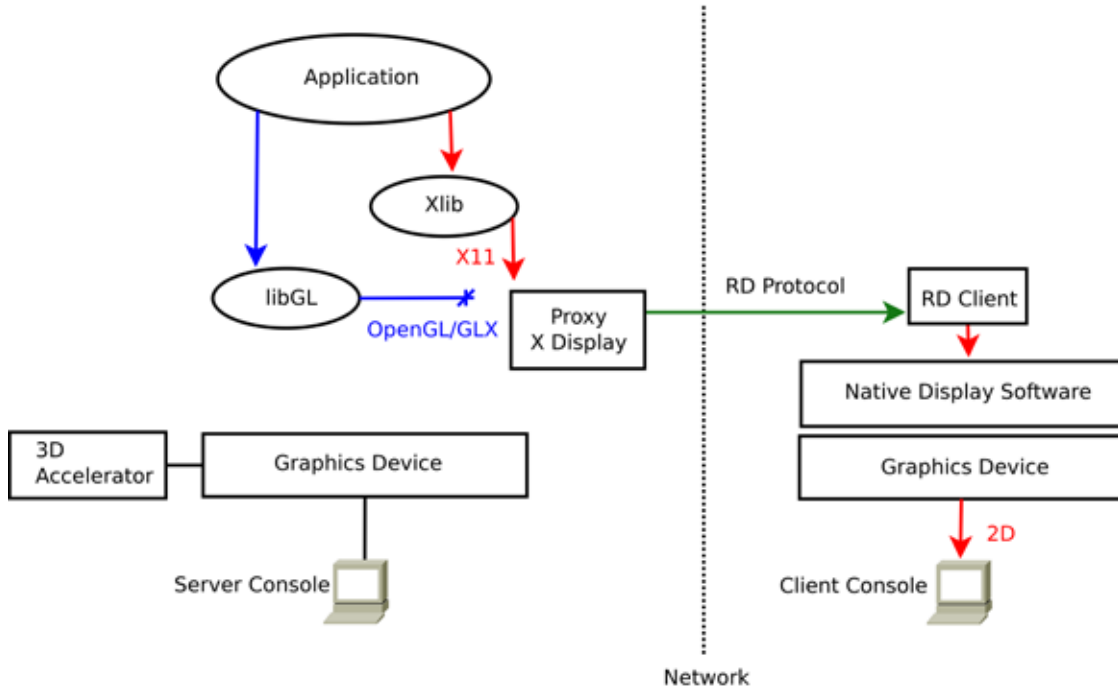 Application
Xlib
X11
libGL
OpenGL/GLX
Proxy
X Display
RD Protocol
RD Client
Native Display Software
Graphics Device
2D
Client Console
3D
Accelerator
Graphics Device
Server Console
Network